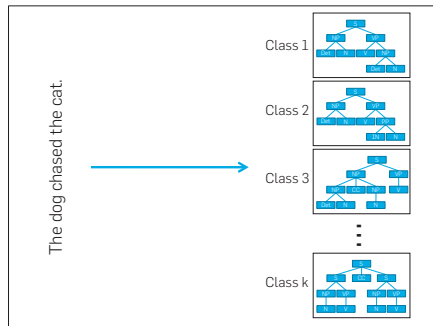 The dog chased the cat.
Class 1
S
NP VP
Det N V NP
Det N
Class 2
S
NP VP
Det N V PP
IN N
Class 3
S
NP VP
NP CC NP V
Det N N
Class k
S
S CC S
NP VP NP VP
N V N V